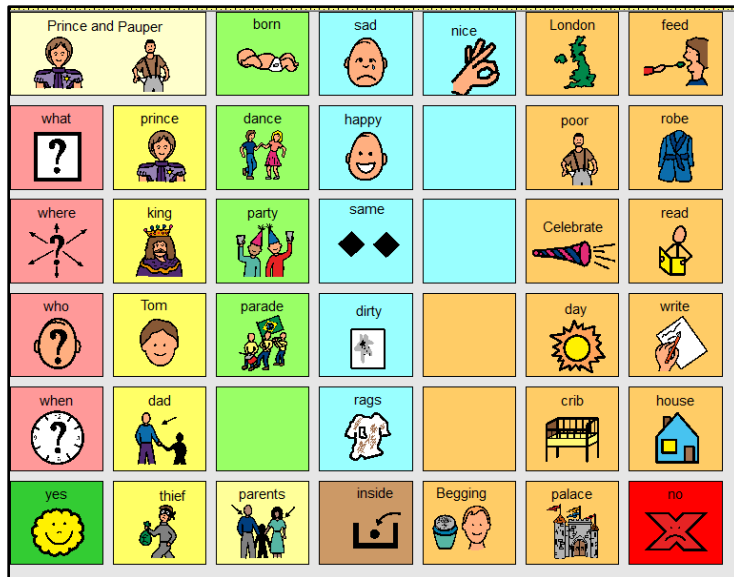 Prince and Pauper born sad nice London feed
what prince dance happy poor robe
where king party same Celebrate read
who Tom parade dirty day write
when dad rags crib house
yes thief parents inside Begging palace no